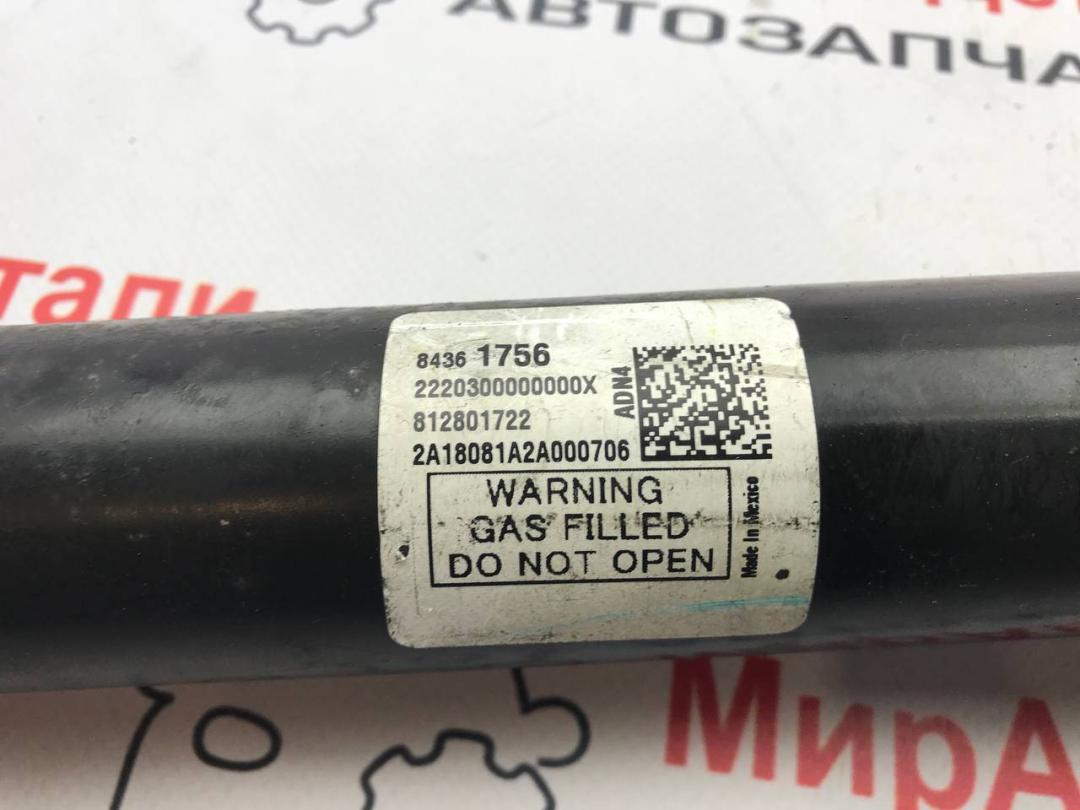 АВТОЗАПЧА
тали
8436 1756
2220300000000X
812801722
2A18081A2A000706
ADN4
WARNING
GAS FILLED
DO NOT OPEN
Made In Mexico
МирА